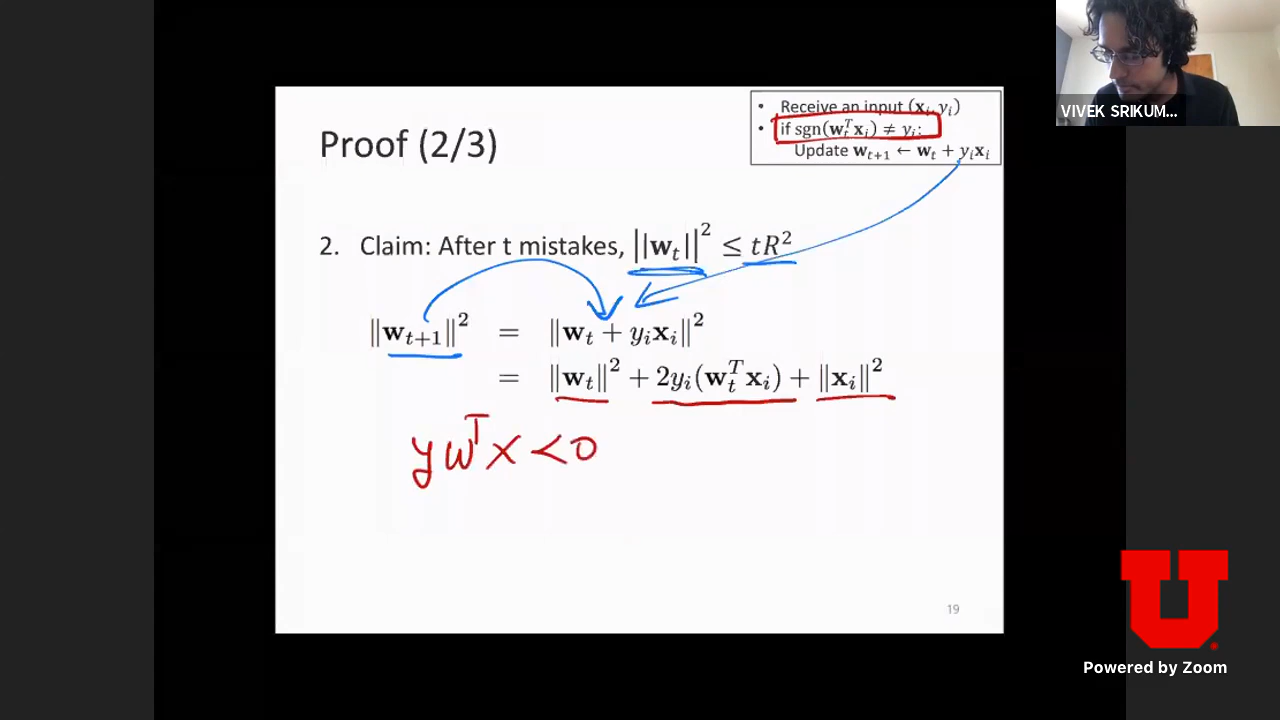 VIVEK SRIKUM...
• Receive an input (𝐱ᵢ, yᵢ)
• if sgn(𝐰ₜᵀ𝐱ᵢ) ≠ yᵢ:
Update 𝐰ₜ₊₁ ← 𝐰ₜ + yᵢ𝐱ᵢ
Proof (2/3)
2. Claim: After t mistakes, ||𝐰ₜ||² ≤ tR²
‖𝐰ₜ₊₁‖² = ‖𝐰ₜ + yᵢ𝐱ᵢ‖²
= ‖𝐰ₜ‖² + 2yᵢ(𝐰ₜᵀ𝐱ᵢ) + ‖𝐱ᵢ‖²
ywᵀx <0
19
U
Powered by Zoom